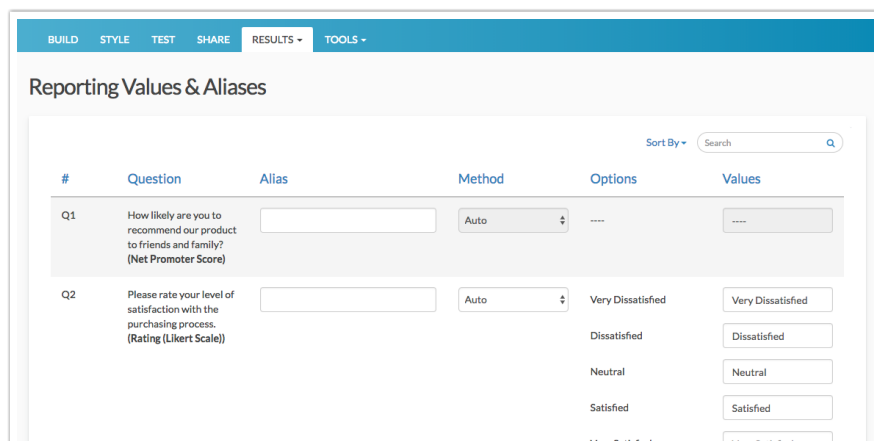 BUILD STYLE TEST SHARE RESULTS TOOLS
Reporting Values & Aliases
Sort By Search
# Question Alias Method Options Values
Q1 How likely are you to Auto ---- ----
recommend our product
to friends and family?
(Net Promoter Score)
Q2 Please rate your level of Auto Very Dissatisfied Very Dissatisfied
satisfaction with the
purchasing process.
(Rating (Likert Scale))
Dissatisfied Dissatisfied
Neutral Neutral
Satisfied Satisfied